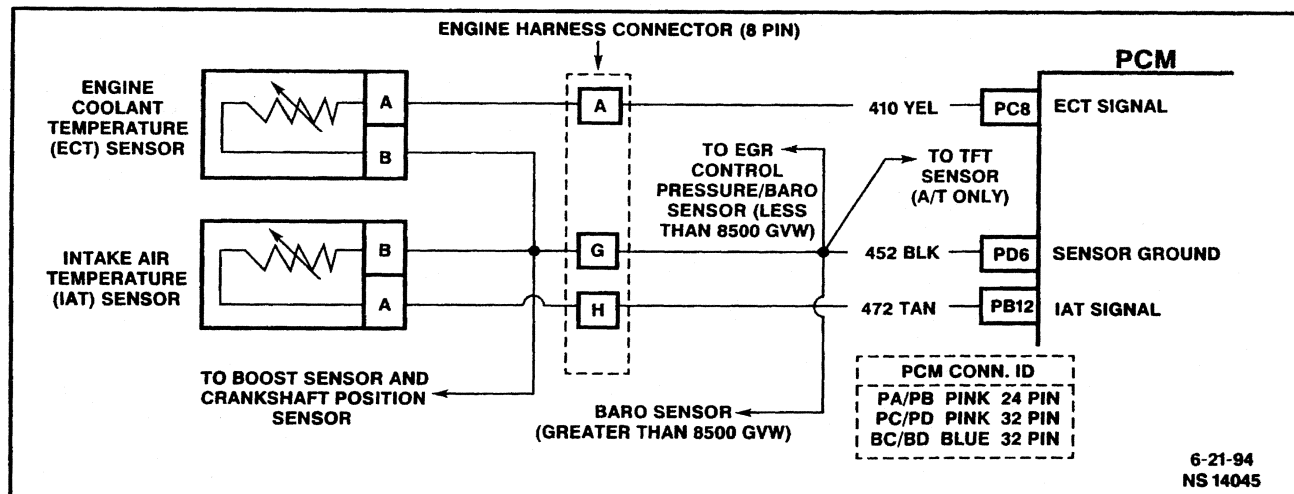 ENGINE HARNESS CONNECTOR (8 PIN)
PCM
ENGINE
COOLANT
TEMPERATURE
(ECT) SENSOR
A
B
A
410 YEL
PC8
ECT SIGNAL
TO EGR
CONTROL
PRESSURE/BARO
SENSOR (LESS
THAN 8500 GVW)
TO TFT
SENSOR
(A/T ONLY)
INTAKE AIR
TEMPERATURE
(IAT) SENSOR
B
A
G
452 BLK
PD6
SENSOR GROUND
H
472 TAN
PB12
IAT SIGNAL
TO BOOST SENSOR AND
CRANKSHAFT POSITION
SENSOR
BARO SENSOR
(GREATER THAN 8500 GVW)
PCM CONN. ID
PA/PB PINK 24 PIN
PC/PD PINK 32 PIN
BC/BD BLUE 32 PIN
6-21-94
NS 14045